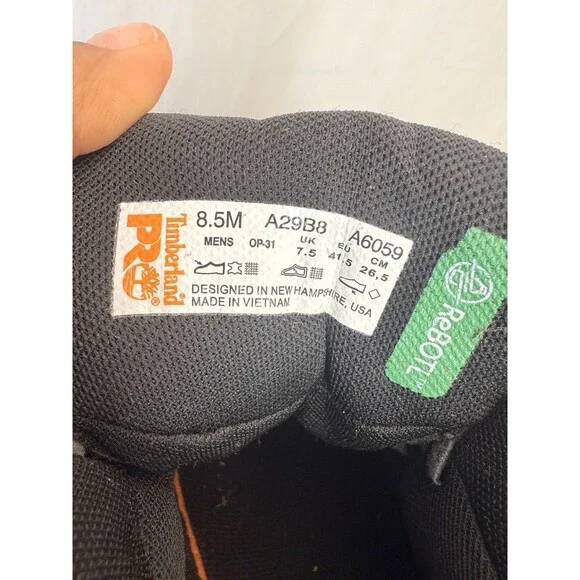 Timberland
PRO®
8.5M A29B8 A6059
MENS OP-31 UK EU CM
7.5 41.5 26.5
DESIGNED IN NEW HAMPSHIRE, USA
MADE IN VIETNAM
ReBOTL™